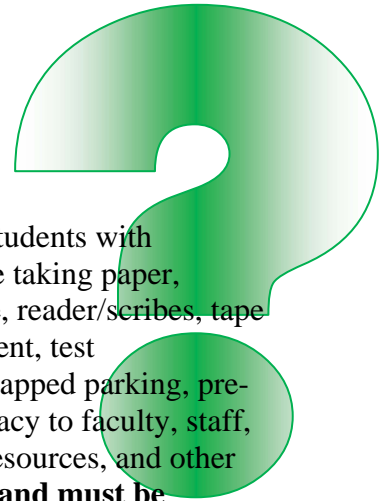 tudents with
e taking paper,
, reader/scribes, tape
ent, test
apped parking, pre-
acy to faculty, staff,
esources, and other
and must be